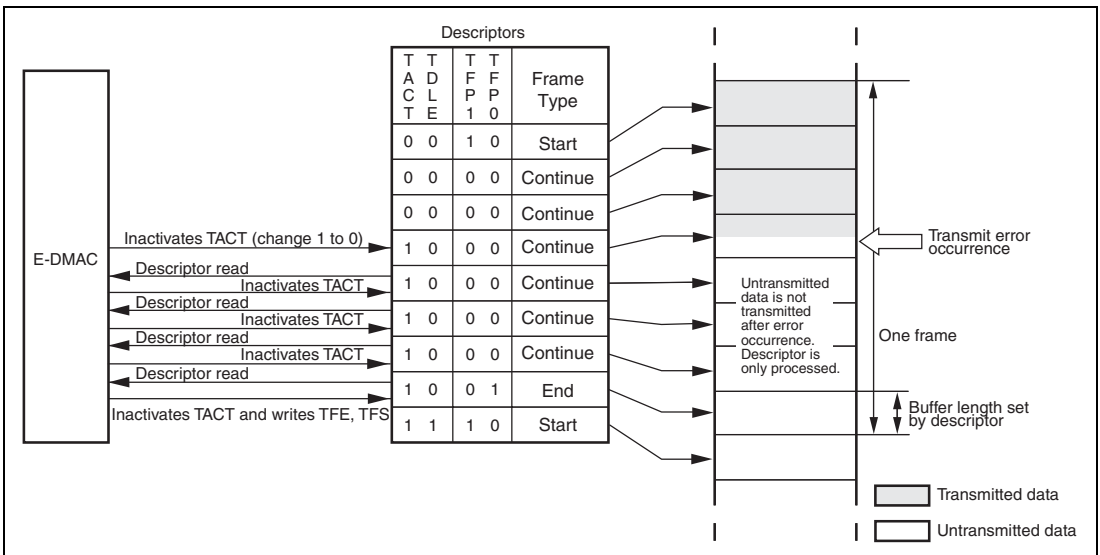 Descriptors
T T T T
A D F F
C L P P
T E 1 0
Frame
Type
0 0 1 0 Start
0 0 0 0 Continue
0 0 0 0 Continue
1 0 0 0 Continue
1 0 0 0 Continue
1 0 0 0 Continue
1 0 0 0 Continue
1 0 0 1 End
1 1 1 0 Start
E-DMAC
Inactivates TACT (change 1 to 0)
Descriptor read
Inactivates TACT
Descriptor read
Inactivates TACT
Descriptor read
Inactivates TACT
Descriptor read
Inactivates TACT and writes TFE, TFS
Untransmitted
data is not
transmitted
after error
occurrence.
Descriptor is
only processed.
Transmit error
occurrence
One frame
Buffer length set
by descriptor
Transmitted data
Untransmitted data